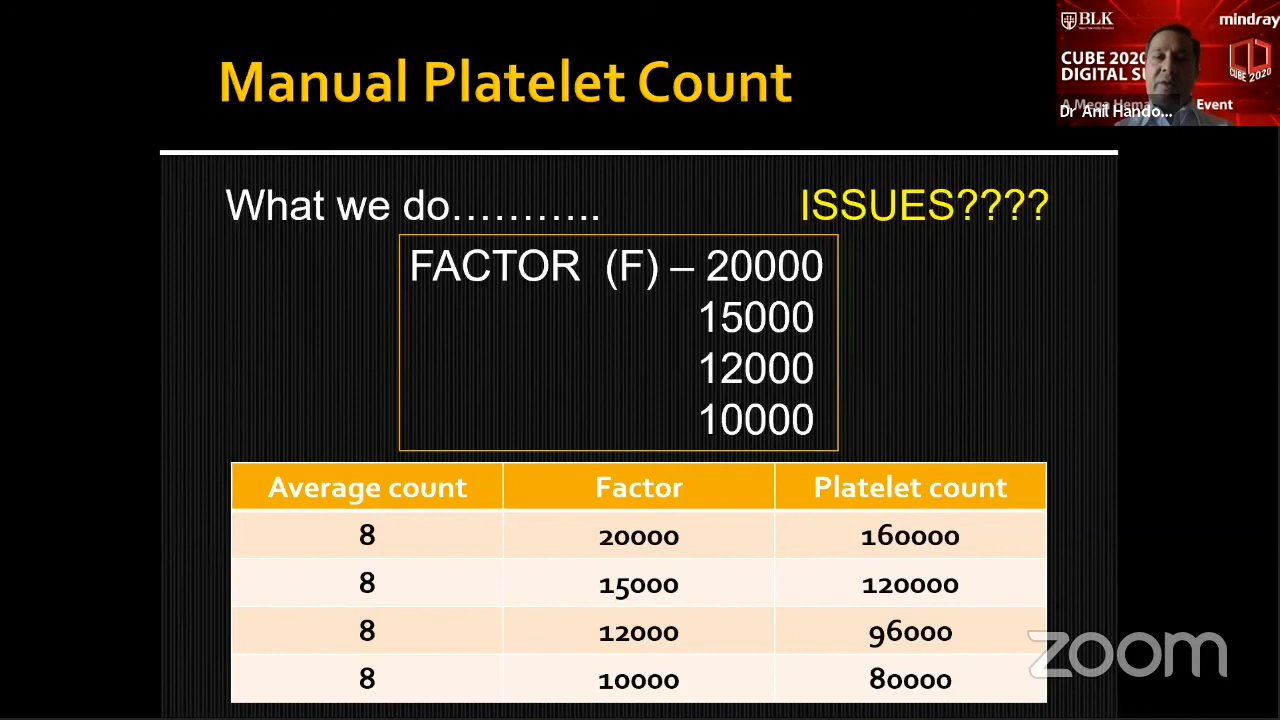 Manual Platelet Count
BLK
mindray
CUBE 2020
DIGITAL SU
CUBE 2020
A Mega Hema
Event
Dr Anil Hando...
What we do...........
ISSUES????
FACTOR (F) – 20000
15000
12000
10000
Average count Factor Platelet count
8 20000 160000
8 15000 120000
8 12000 96000
8 10000 80000
zoom